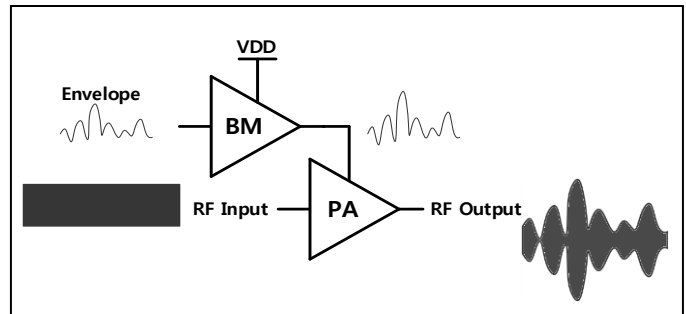 VDD
Envelope
BM
RF Input
PA
RF Output